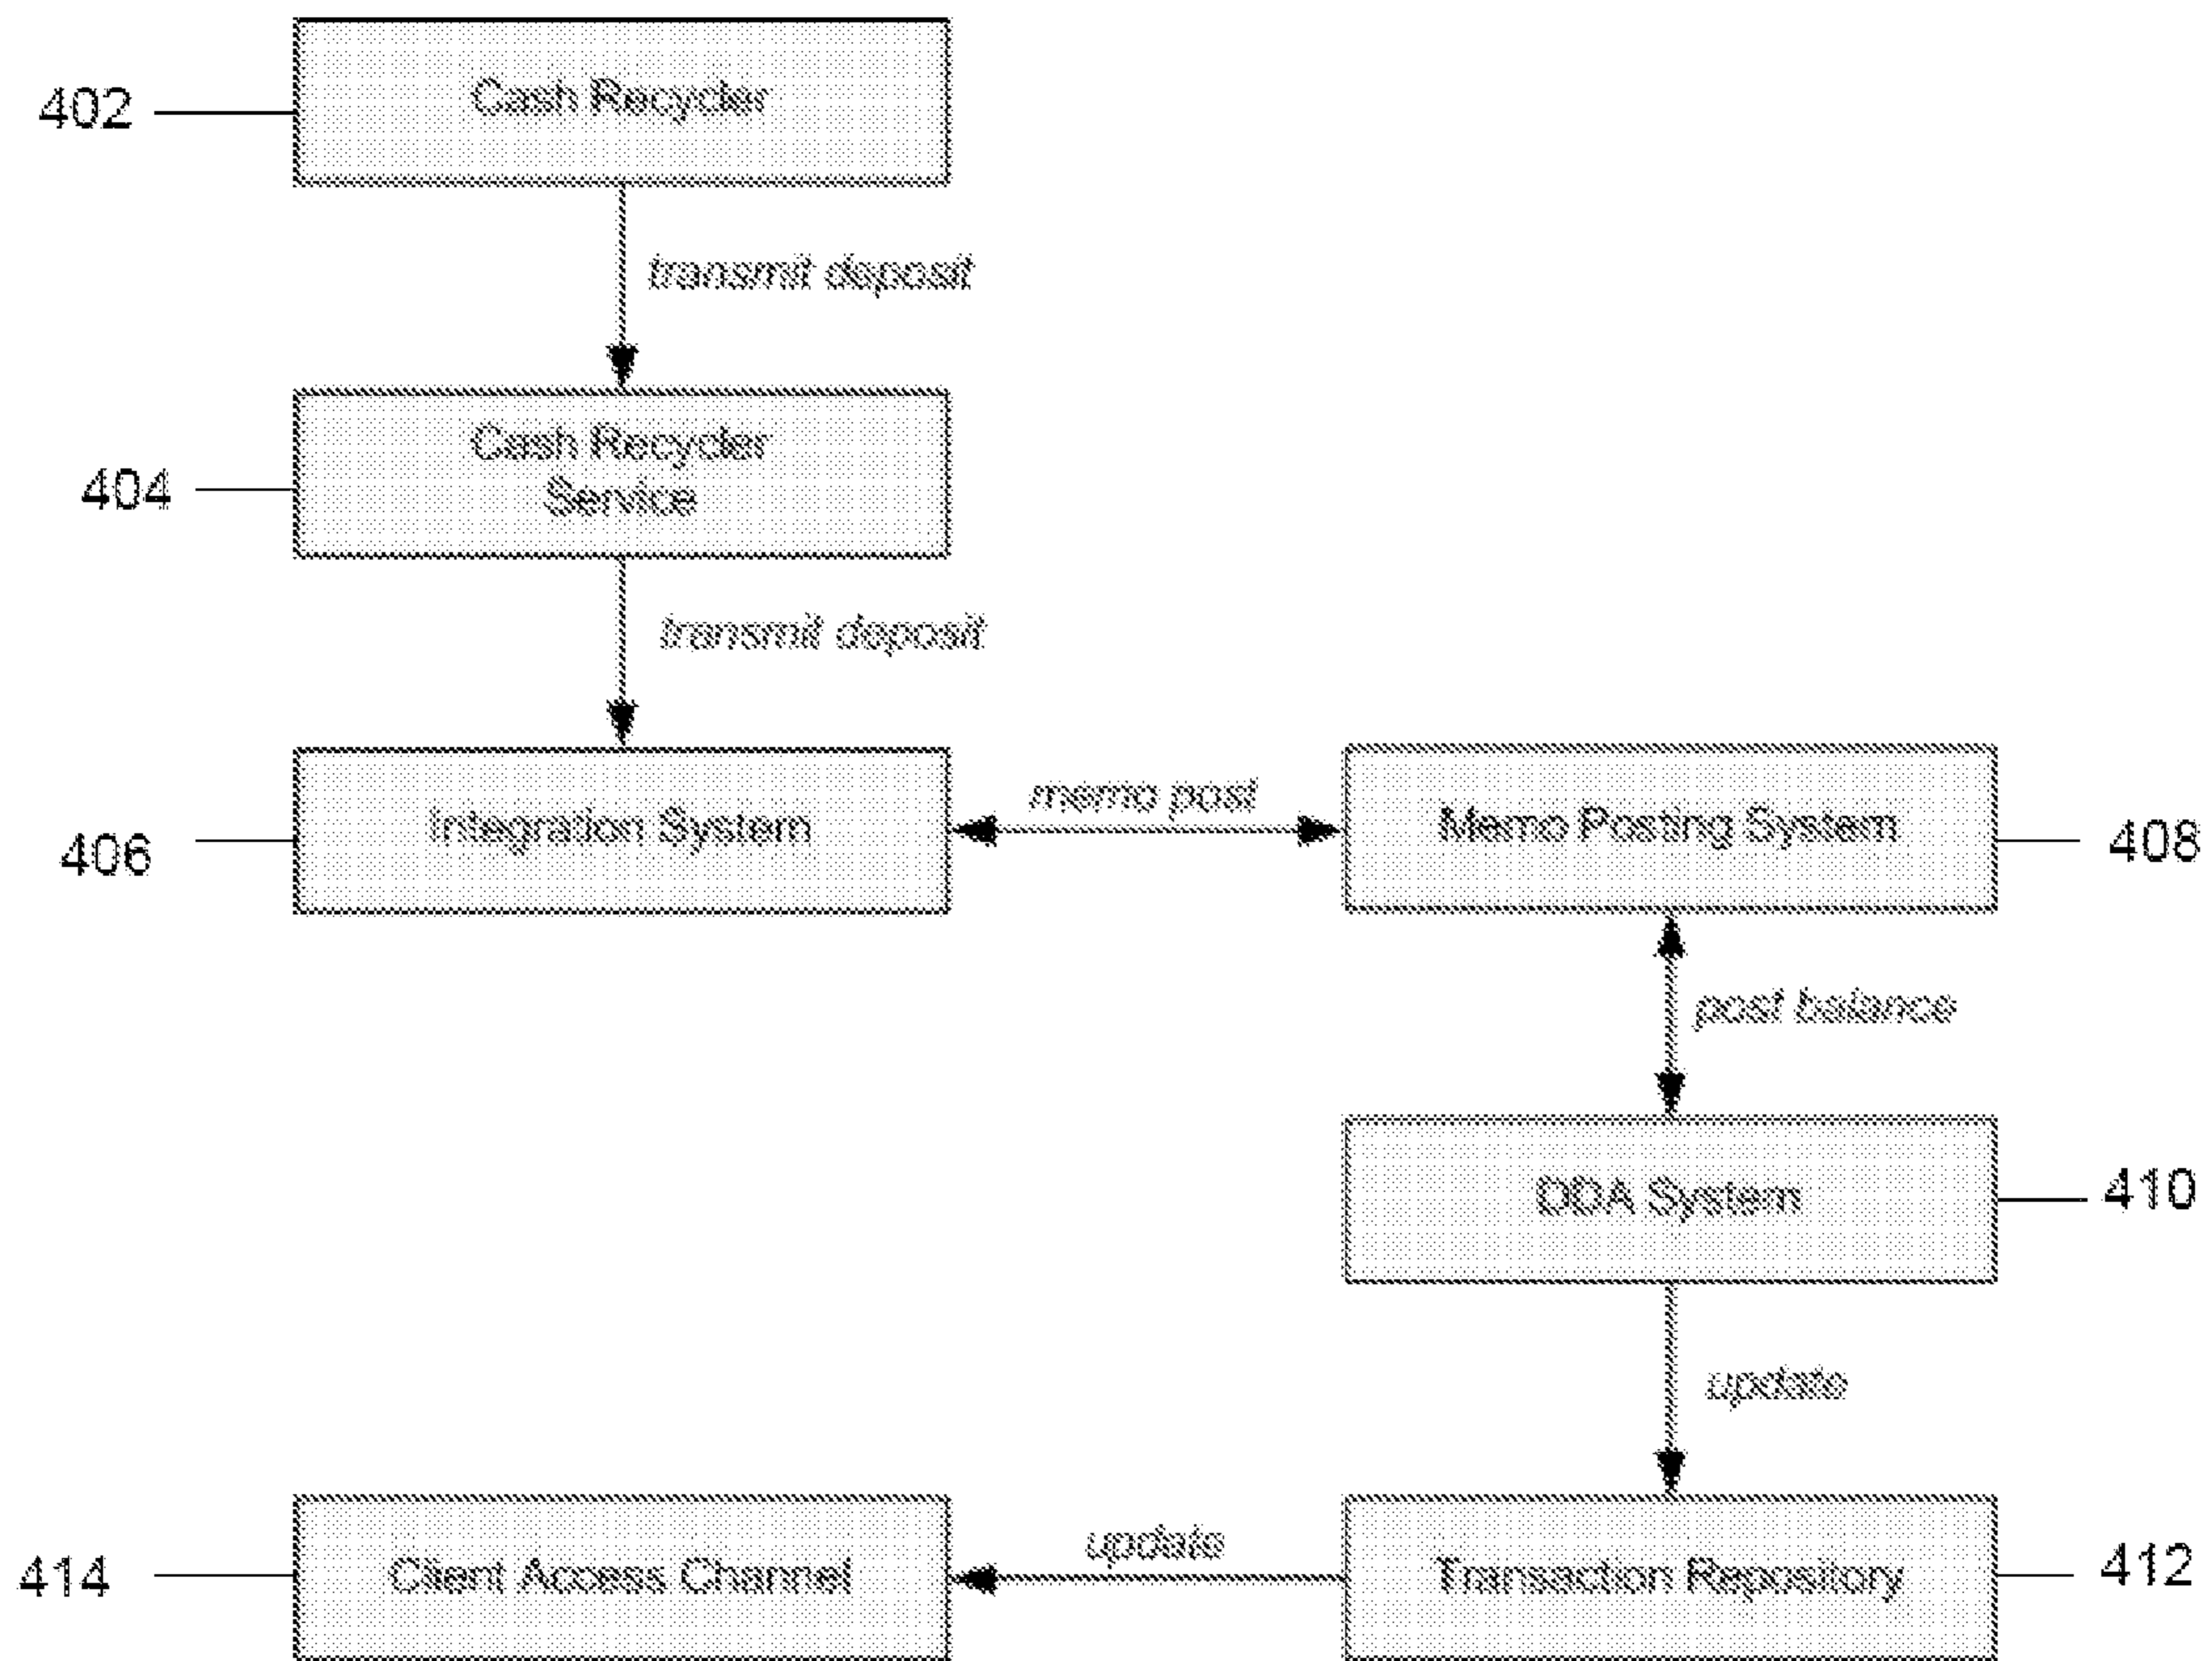 402
Cash Recycler
transmit deposit
404
Cash Recycler
Service
transmit deposit
406
Integration System
memo post
Memo Posting System
408
post balance
DDA System
410
update
414
Client Access Channel
update
Transaction Repository
412